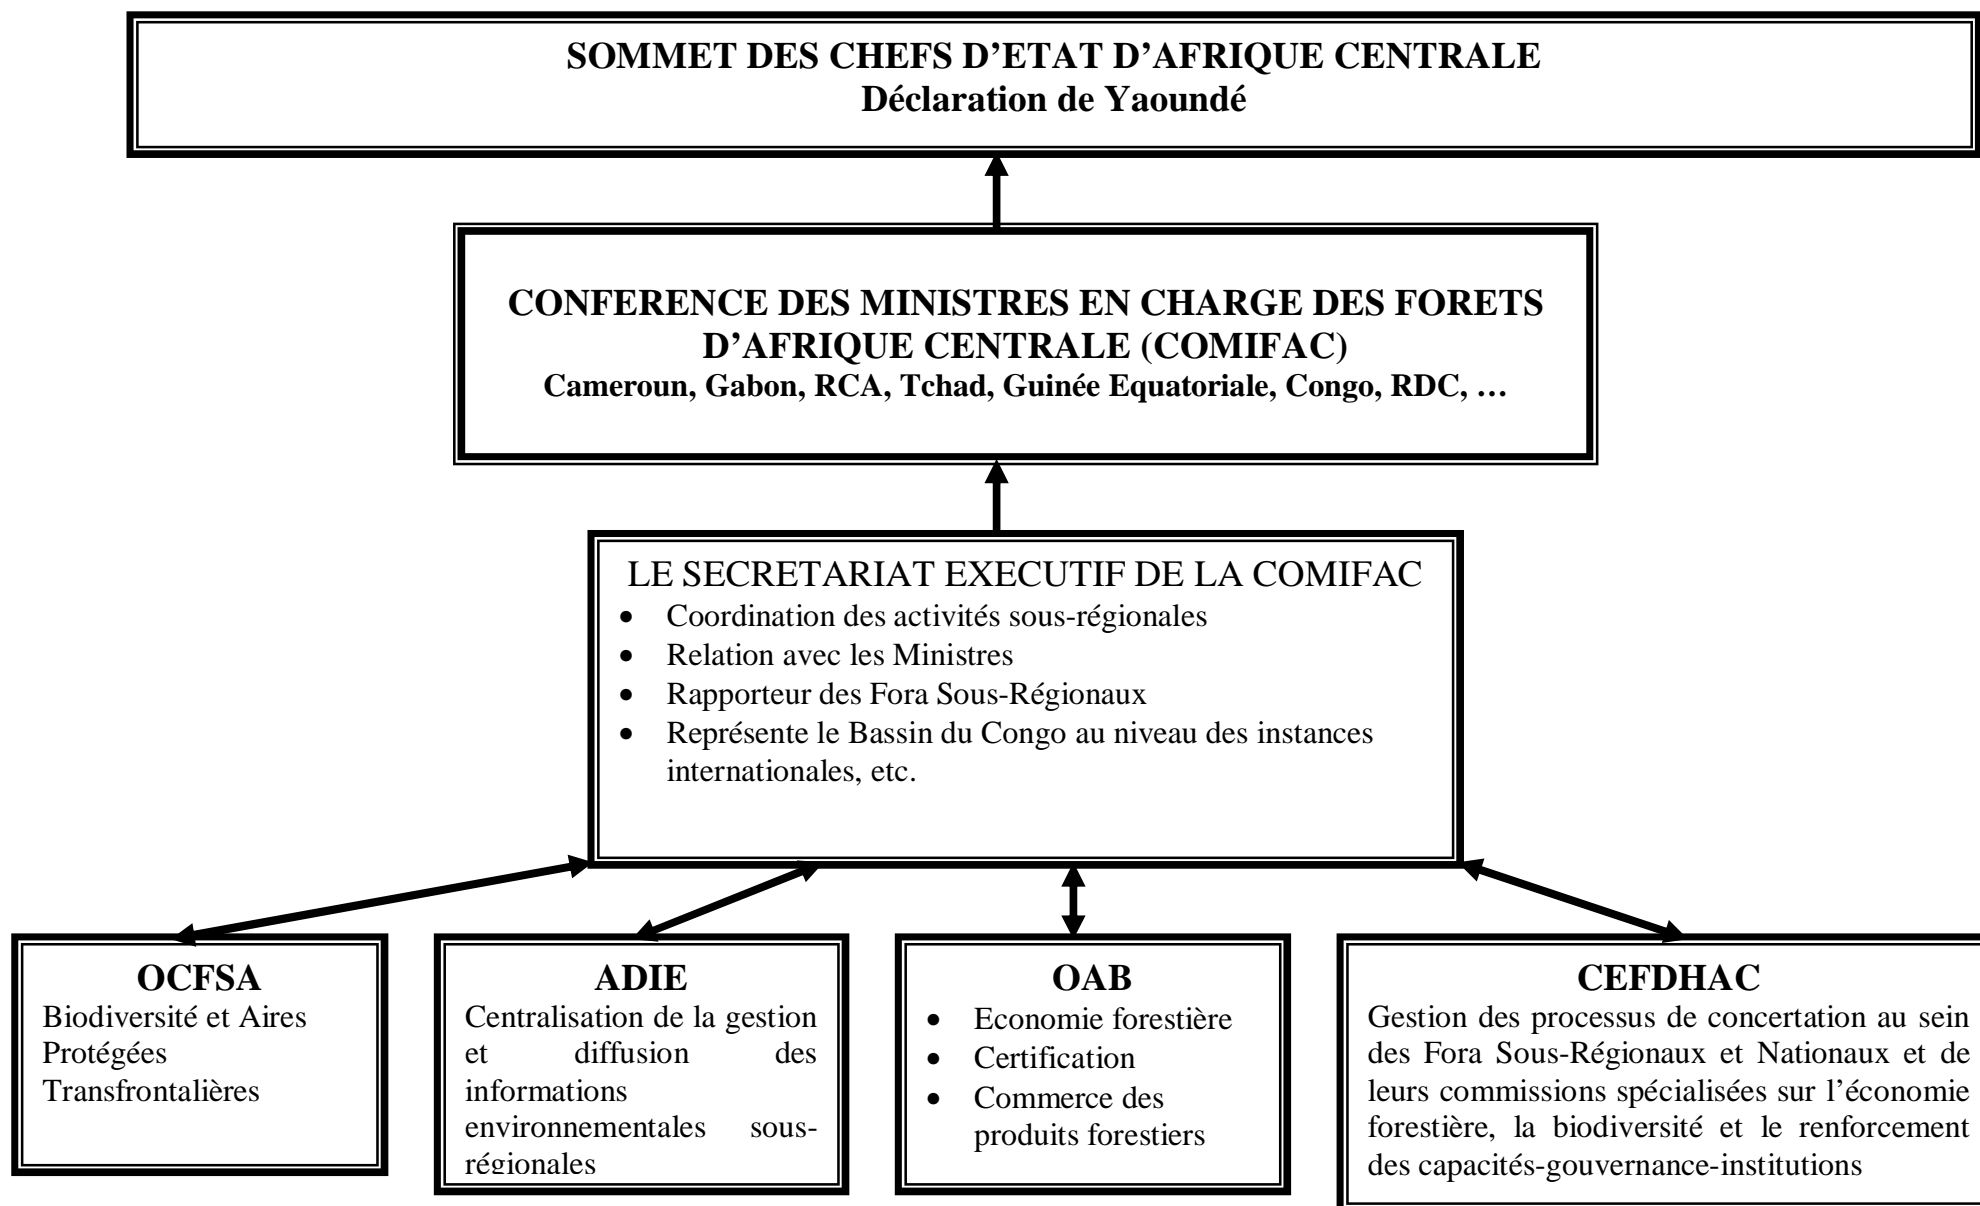 SOMMET DES CHEFS D’ETAT D’AFRIQUE CENTRALE
Déclaration de Yaoundé
CONFERENCE DES MINISTRES EN CHARGE DES FORETS
D’AFRIQUE CENTRALE (COMIFAC)
Cameroun, Gabon, RCA, Tchad, Guinée Equatoriale, Congo, RDC, …
LE SECRETARIAT EXECUTIF DE LA COMIFAC
• Coordination des activités sous-régionales
• Relation avec les Ministres
• Rapporteur des Fora Sous-Régionaux
• Représente le Bassin du Congo au niveau des instances
internationales, etc.
OCFSA
Biodiversité et Aires
Protégées
Transfrontalières
ADIE
Centralisation de la gestion
et diffusion des
informations
environnementales sous-
régionales
OAB
• Economie forestière
• Certification
• Commerce des
produits forestiers
CEFDHAC
Gestion des processus de concertation au sein
des Fora Sous-Régionaux et Nationaux et de
leurs commissions spécialisées sur l’économie
forestière, la biodiversité et le renforcement
des capacités-gouvernance-institutions